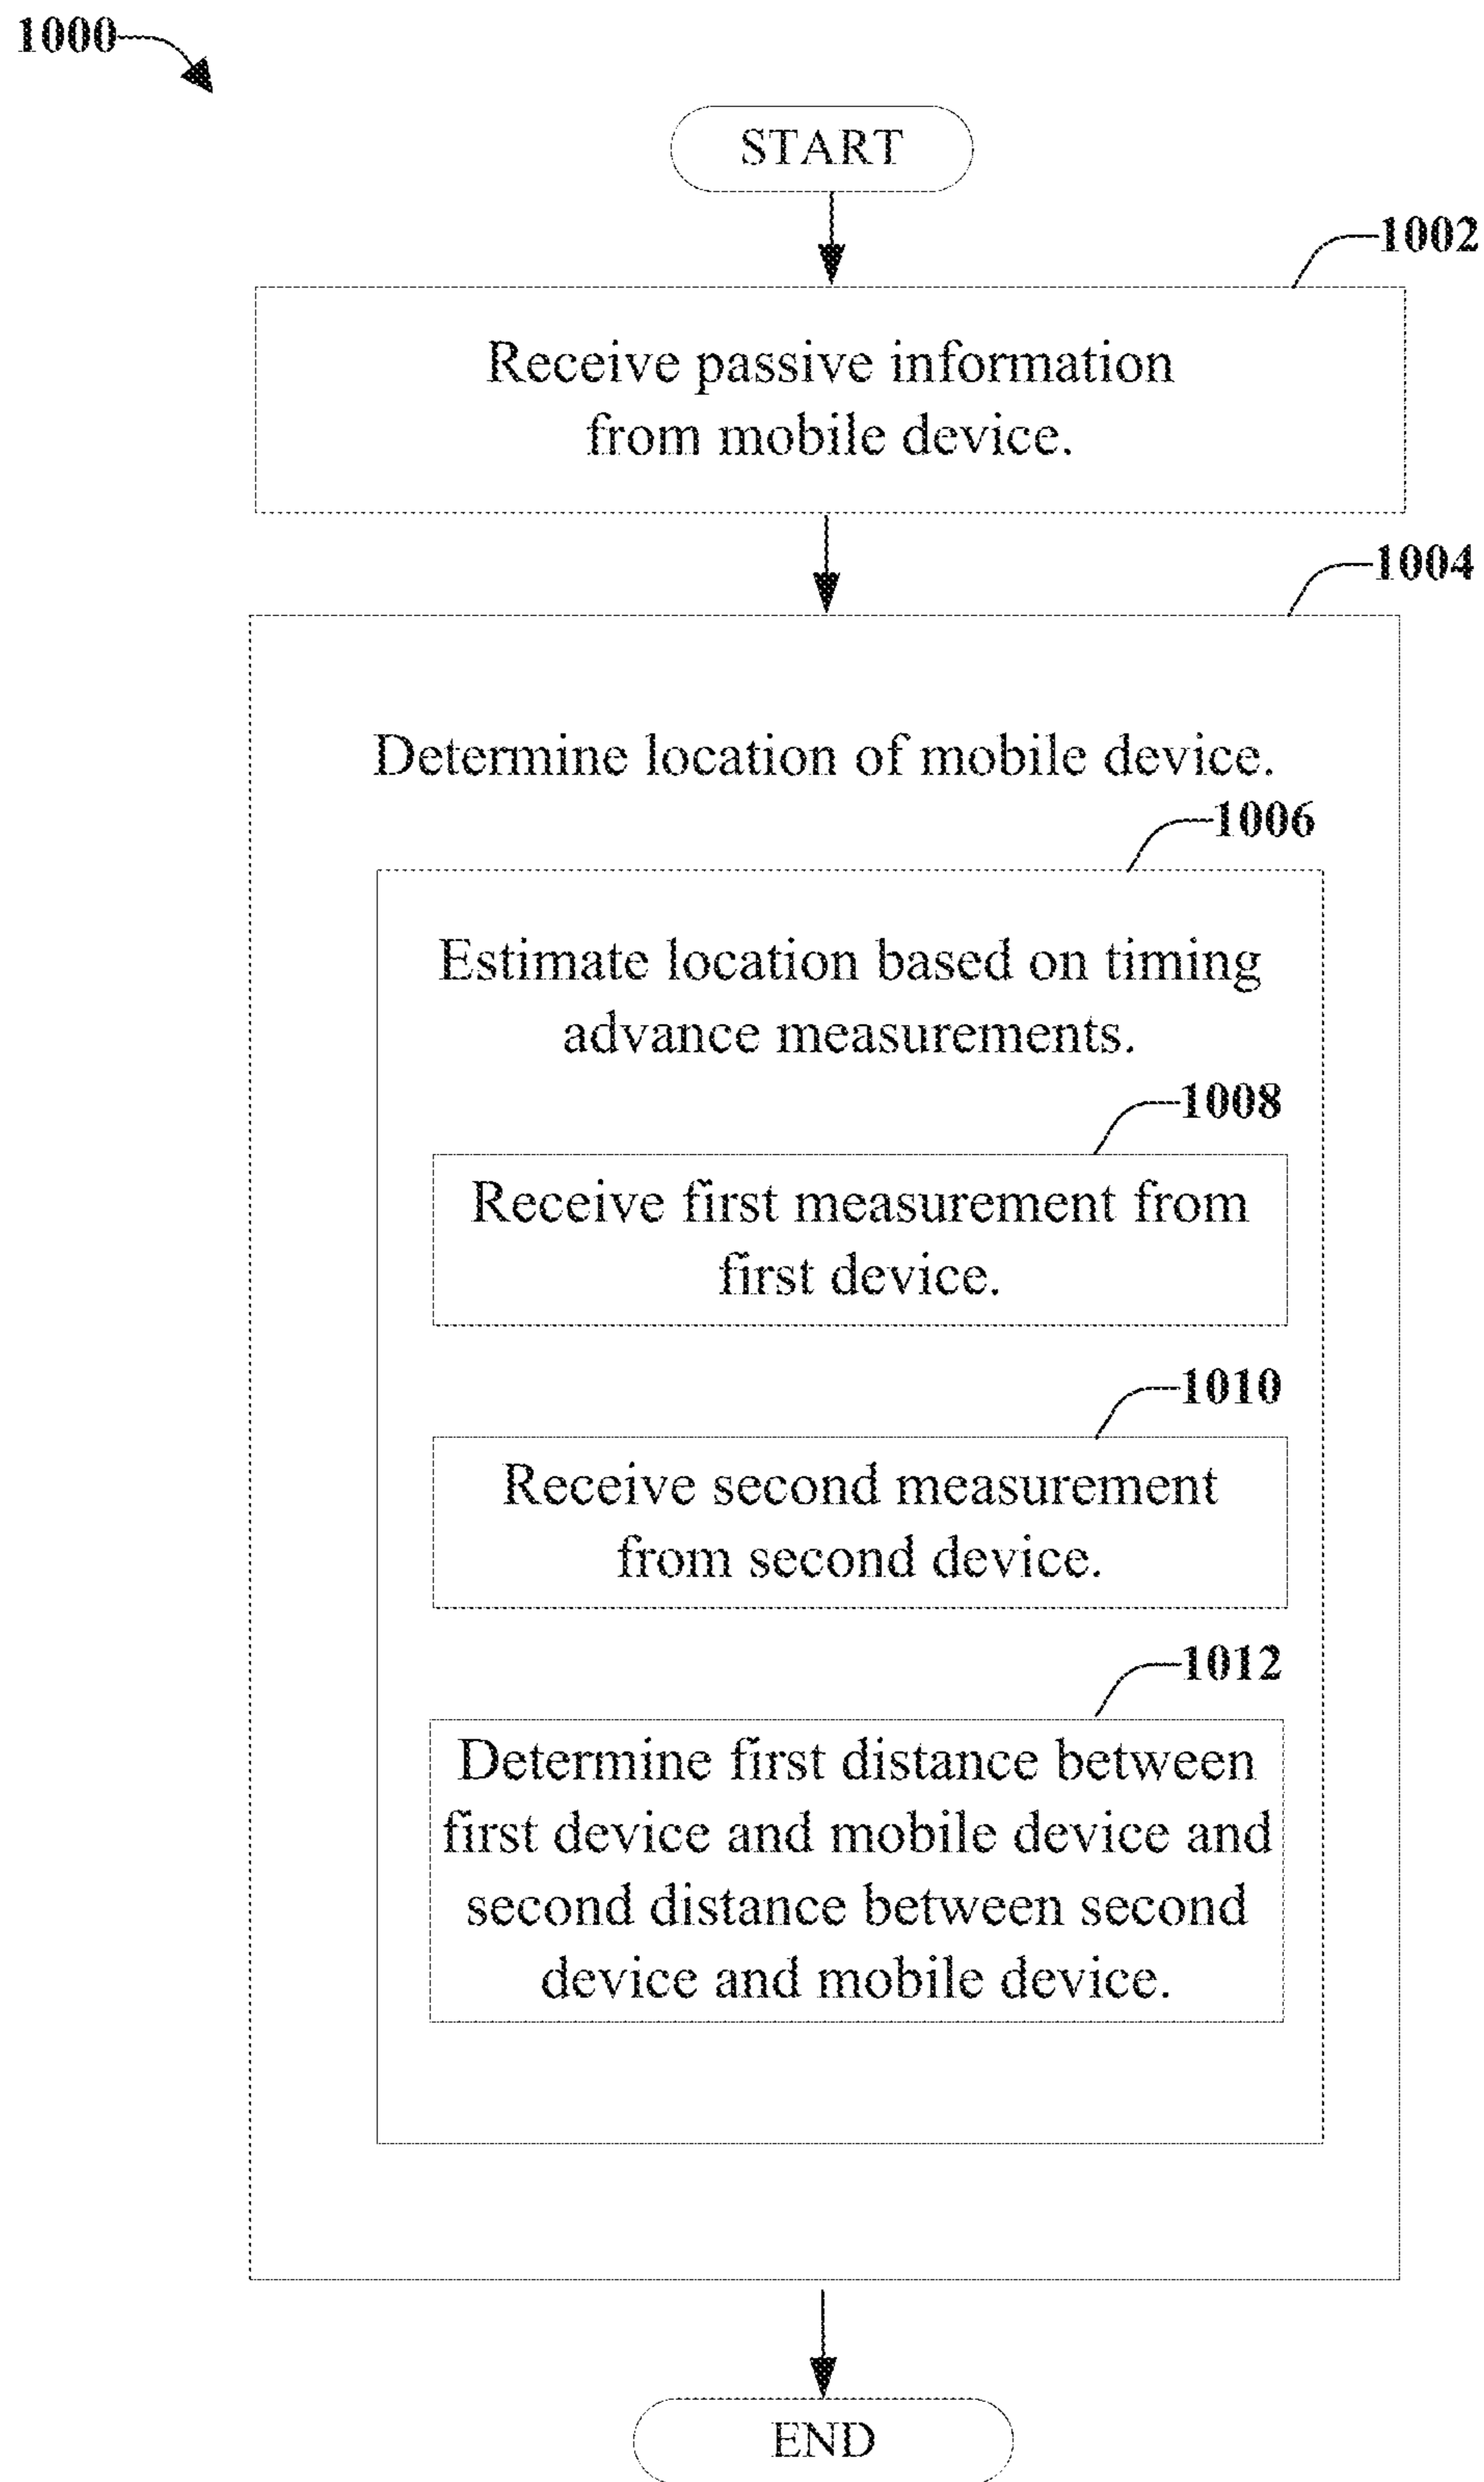 1000
START
1002
Receive passive information
from mobile device.
1004
Determine location of mobile device.
1006
Estimate location based on timing
advance measurements.
1008
Receive first measurement from
first device.
1010
Receive second measurement
from second device.
1012
Determine first distance between
first device and mobile device and
second distance between second
device and mobile device.
END